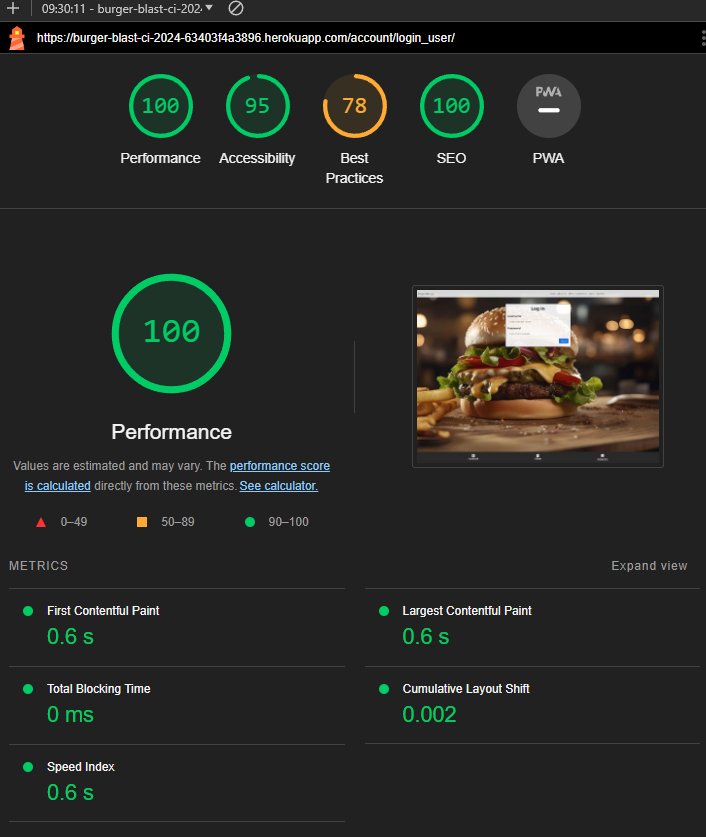 09:30:11 - burger-blast-ci-202
https://burger-blast-ci-2024-63403f4a3896.herokuapp.com/account/login_user/
100
95
78
100
PWA
Performance
Accessibility
Best
Practices
SEO
PWA
100
Log In
Performance
Values are estimated and may vary. The performance score
is calculated directly from these metrics. See calculator.
0–49
50–89
90–100
METRICS
Expand view
First Contentful Paint
0.6 s
Largest Contentful Paint
0.6 s
Total Blocking Time
0 ms
Cumulative Layout Shift
0.002
Speed Index
0.6 s